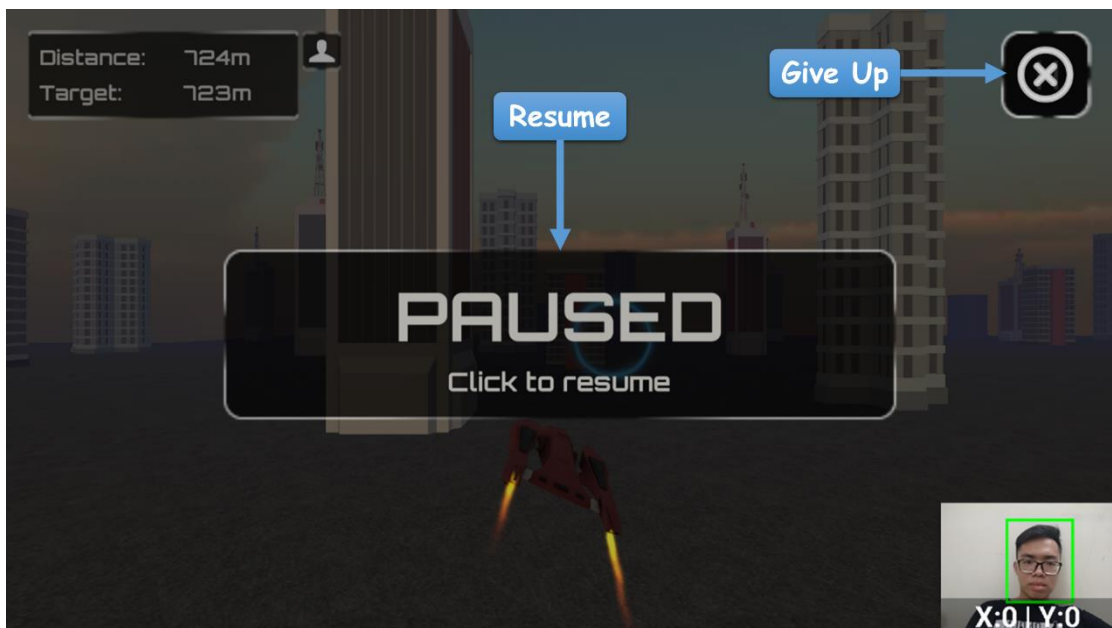 Distance: 724m
Target: 723m
Give Up
Resume
PAUSED
Click to resume
X:0 | Y:0